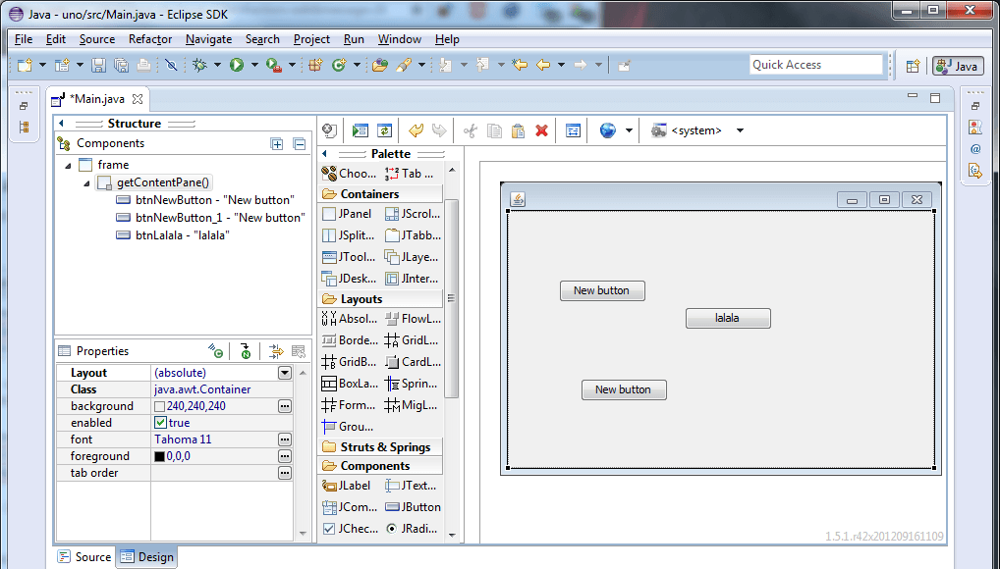 Java - uno/src/Main.java - Eclipse SDK
File Edit Source Refactor Navigate Search Project Run Window Help
Quick Access
Java
*Main.java
Structure
Components
frame
getContentPane()
btnNewButton - "New button"
btnNewButton_1 - "New button"
btnLalala - "lalala"
Properties
Layout (absolute)
Class java.awt.Container
background 240,240,240
enabled true
font Tahoma 11
foreground 0,0,0
tab order
<system>
Palette
Choo... Tab ...
Containers
JPanel JScrol...
JSplit... JTabb...
JTool... JLaye...
JDesk... JInter...
Layouts
Absol... FlowL...
Borde... GridL...
GridB... CardL...
BoxLa... Sprin...
Form... MigL...
Grou...
Struts & Springs
Components
JLabel JText...
JCom... JButton
JChec... JRadi...
New button
lalala
New button
1.5.1.r42x201209161109
Source Design